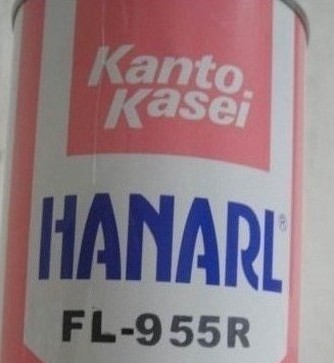 Kanto
Kasei
HANARL®
FL-955R